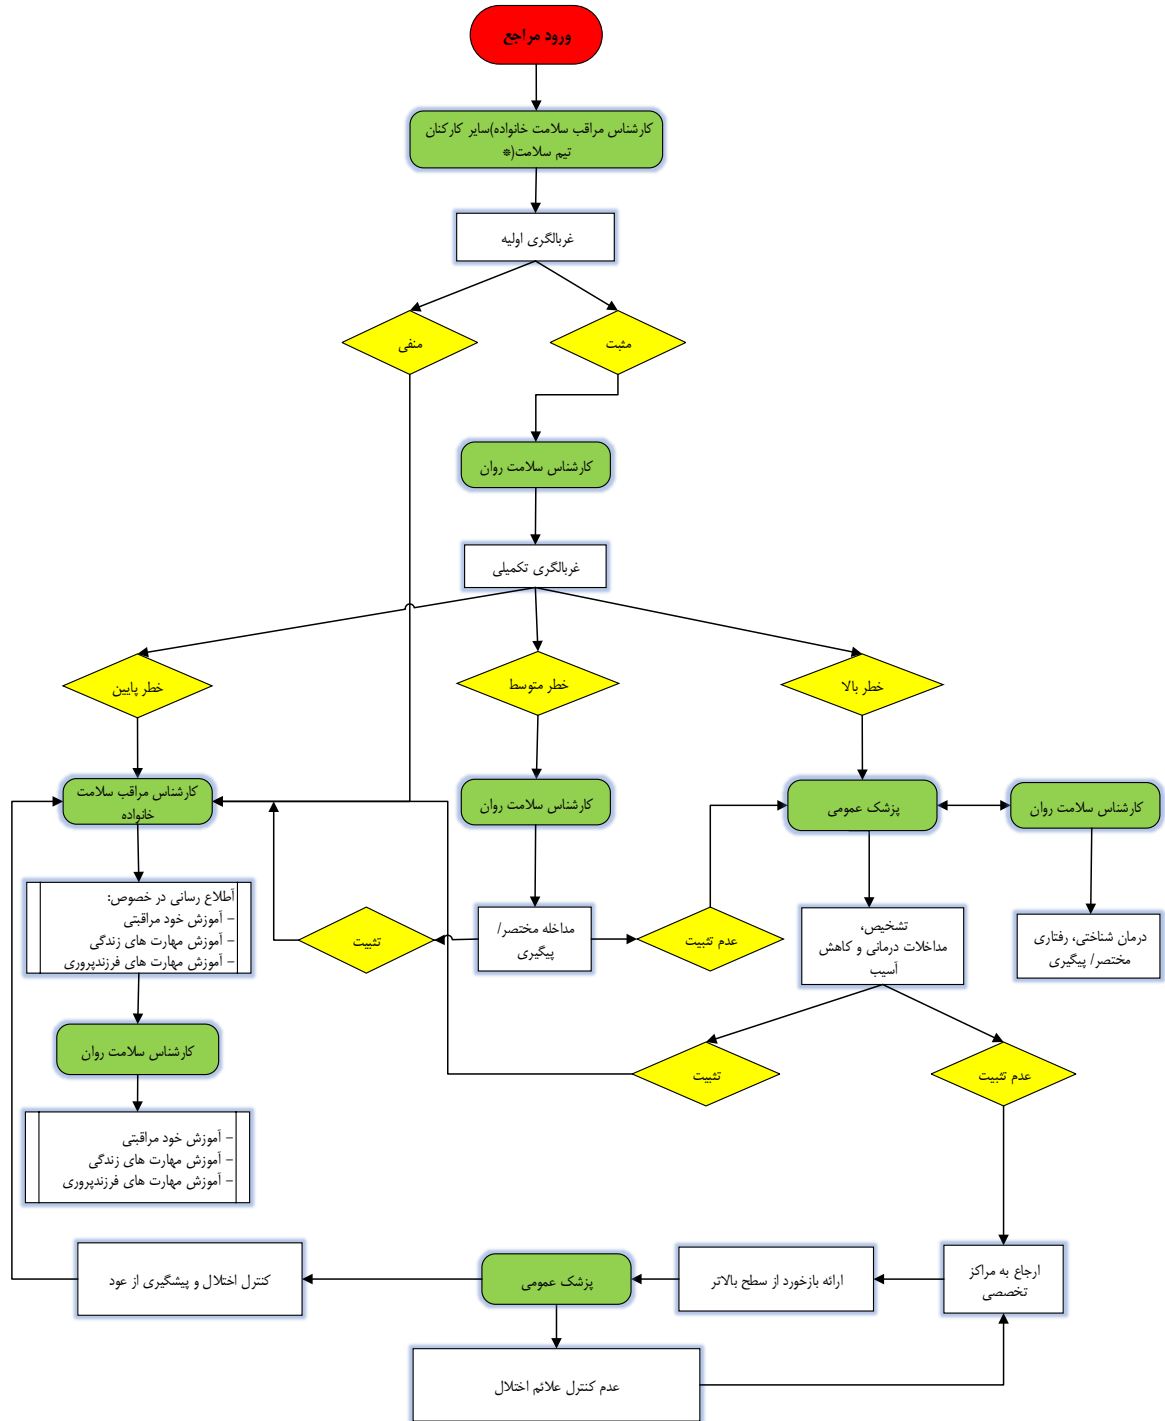 ورود مراجع
کارشناس مراقب سلامت خانواده)سایر کارکنان
تیم سلامت(*
غربالگری اولیه
منفی
مثبت
کارشناس سلامت روان
غربالگری تکمیلی
خطر بالا
خطر متوسط
خطر پایین
کارشناس سلامت روان
پزشک عمومی
کارشناس سلامت روان
کارشناس مراقب سلامت
خانواده
درمان شناختی، رفتاری
مختصر/ پیگیری
تشخیص،
مداخلات درمانی و کاهش
آسیب
عدم تثبیت
مداخله مختصر/
پیگیری
تثبیت
آطلاع رسانی در خصوص:
- آموزش خود مراقبتی
- آموزش مهارت های زندگی
- آموزش مهارت های فرزندپروری
کارشناس سلامت روان
عدم تثبیت
تثبیت
- آموزش خود مراقبتی
- آموزش مهارت های زندگی
- آموزش مهارت های فرزندپروری
ارجاع به مراکز
تخصصی
ارائه بازخورد از سطح بالاتر
پزشک عمومی
کنترل اختلال و پیشگیری از عود
عدم کنترل علائم اختلال